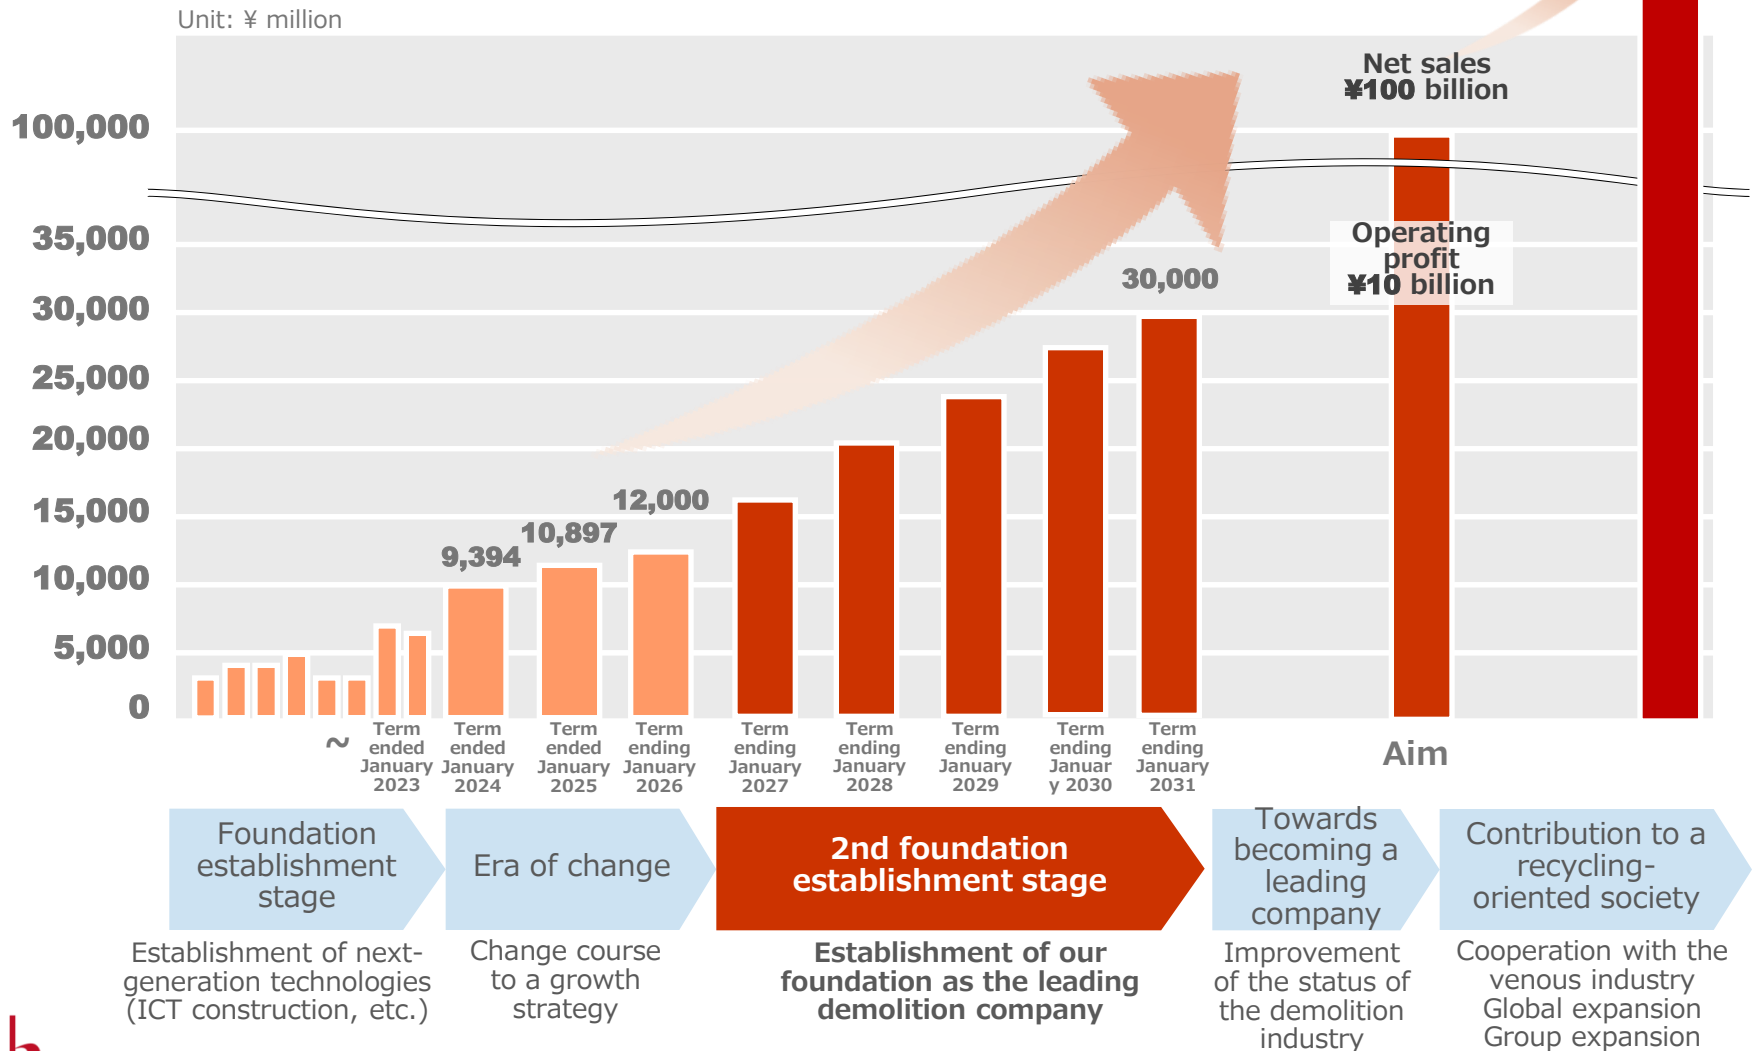 Unit: ¥ million
100,000
35,000
30,000
25,000
20,000
15,000
10,000
5,000
0
9,394
10,897
12,000
30,000
Net sales
¥100 billion
Operating
profit
¥10 billion
~
Term
ended
January
2023
Term
ended
January
2024
Term
ended
January
2025
Term
ending
January
2026
Term
ending
January
2027
Term
ending
January
2028
Term
ending
January
2029
Term
ending
Januar
y 2030
Term
ending
January
2031
Aim
Foundation
establishment
stage
Era of change
2nd foundation
establishment stage
Towards
becoming a
leading
company
Contribution to a
recycling-
oriented society
Establishment of next-
generation technologies
(ICT construction, etc.)
Change course
to a growth
strategy
Establishment of our
foundation as the leading
demolition company
Improvement
of the status of
the demolition
industry
Cooperation with the
venous industry
Global expansion
Group expansion